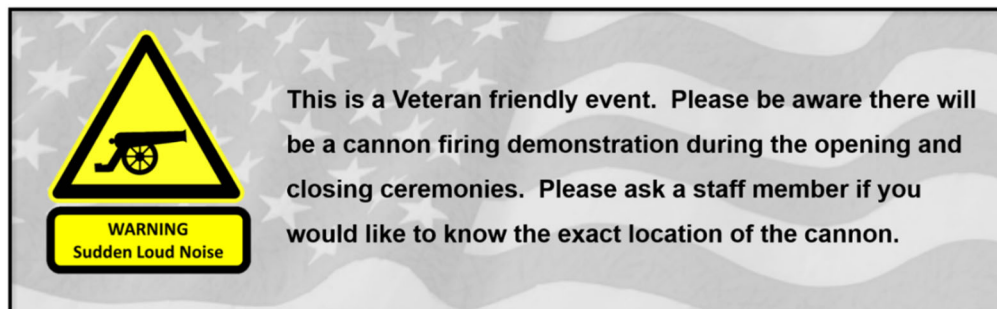 WARNING
Sudden Loud Noise
This is a Veteran friendly event.  Please be aware there will
be a cannon firing demonstration during the opening and
closing ceremonies.  Please ask a staff member if you
would like to know the exact location of the cannon.